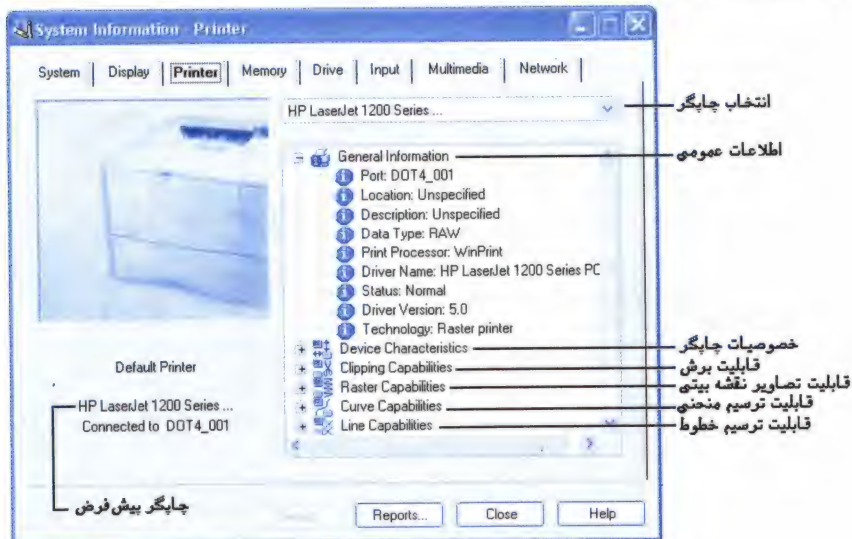 System Information - Printer
System | Display | Printer | Memory | Drive | Input | Multimedia | Network |
HP LaserJet 1200 Series ...
انتخاب چاپگر
General Information
اطلاعات عمومی
Port: DOT4_001
Location: Unspecified
Description: Unspecified
Data Type: RAW
Print Processor: WinPrint
Driver Name: HP LaserJet 1200 Series PC
Status: Normal
Driver Version: 5.0
Technology: Raster printer
Device Characteristics
خصوصیات چاپگر
Clipping Capabilities
قابلیت برش
Raster Capabilities
قابلیت تصاویر نقشه بیتی
Curve Capabilities
قابلیت ترسیم منحنی
Line Capabilities
قابلیت ترسیم خطوط
Default Printer
HP LaserJet 1200 Series ...
Connected to DOT4_001
چاپگر پیش‌فرض
Reports...
Close
Help